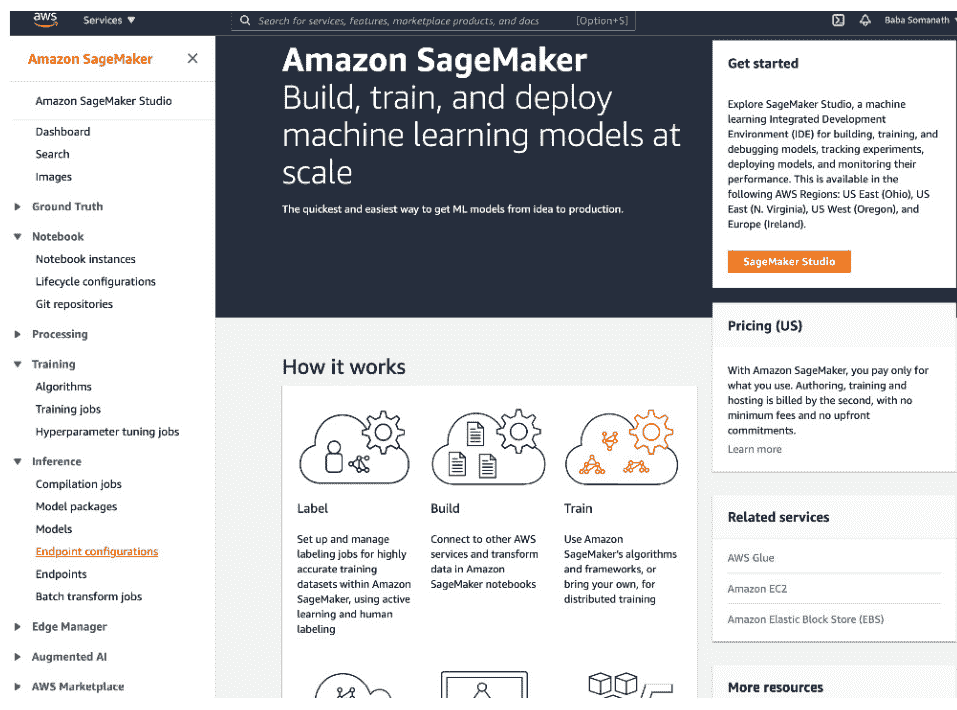 aws
Services
Search for services, features, marketplace products, and docs
[Option+S]
Baba Somanath
Amazon SageMaker
Amazon SageMaker Studio
Dashboard
Search
Images
Ground Truth
Notebook
Notebook instances
Lifecycle configurations
Git repositories
Processing
Training
Algorithms
Training jobs
Hyperparameter tuning jobs
Inference
Compilation jobs
Model packages
Models
Endpoint configurations
Endpoints
Batch transform jobs
Edge Manager
Augmented AI
AWS Marketplace
Amazon SageMaker
Build, train, and deploy
machine learning models at
scale
The quickest and easiest way to get ML models from idea to production.
How it works
Label
Set up and manage
labeling jobs for highly
accurate training
datasets within Amazon
SageMaker, using active
learning and human
labeling
Build
Connect to other AWS
services and transform
data in Amazon
SageMaker notebooks
Train
Use Amazon
SageMaker's algorithms
and frameworks, or
bring your own, for
distributed training
Get started
Explore SageMaker Studio, a machine
learning Integrated Development
Environment (IDE) for building, training, and
debugging models, tracking experiments,
deploying models, and monitoring their
performance. This is available in the
following AWS Regions: US East (Ohio), US
East (N. Virginia), US West (Oregon), and
Europe (Ireland).
SageMaker Studio
Pricing (US)
With Amazon SageMaker, you pay only for
what you use. Authoring, training and
hosting is billed by the second, with no
minimum fees and no upfront
commitments.
Learn more
Related services
AWS Glue
Amazon EC2
Amazon Elastic Block Store (EBS)
More resources